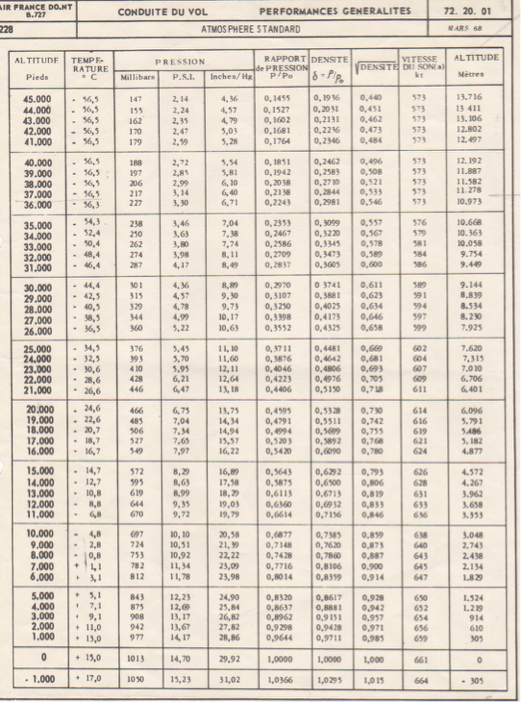 AIR FRANCE DO.NT CONDUITE DU VOL PERFORMANCES GENERALITES 72. 20. 01
B.727
228 ATMOSPHERE STANDARD MARS 68
ALTITUDE TEMPE- PRESSION RAPPORT DENSITE √DENSITE VITESSE ALTITUDE
RATURE de PRESSION DU SON(a)
Pieds ° C Millibars P.S.I. Inches/Hg P/Po δ = ρ/ρo kt Mètres
45.000 - 56,5 147 2,14 4,36 0,1455 0,1936 0,440 573 13.716
44.000 - 56,5 155 2,24 4,57 0,1527 0,2031 0,451 573 13 411
43.000 - 56,5 162 2,35 4,79 0,1602 0,2131 0,462 573 13.106
42.000 - 56,5 170 2,47 5,03 0,1681 0,2236 0,473 573 12.802
41.000 - 56,5 179 2,59 5,28 0,1764 0,2346 0,484 573 12.497
40.000 - 56,5 188 2,72 5,54 0,1851 0,2462 0,496 573 12.192
39.000 - 56,5 197 2,85 5,81 0,1942 0,2583 0,508 573 11.887
38.000 - 56,5 206 2,99 6,10 0,2038 0,2710 0,521 573 11.582
37.000 - 56,5 217 3,14 6,40 0,2138 0,2844 0,533 573 11.278
36.000 - 56,3 227 3,30 6,71 0,2243 0,2981 0,546 573 10.973
35.000 - 54,3 238 3,46 7,04 0,2353 0,3099 0,557 576 10.668
34.000 - 52,4 250 3,63 7,38 0,2467 0,3220 0,567 579 10.363
33.000 - 50,4 262 3,80 7,74 0,2586 0,3345 0,578 581 10.058
32.000 - 48,4 274 3,98 8,11 0,2709 0,3473 0,589 584 9.754
31.000 - 46,4 287 4,17 8,49 0,2837 0,3605 0,600 586 9.449
30.000 - 44,4 301 4,36 8,89 0,2970 0 3741 0,611 589 9.144
29.000 - 42,5 315 4,57 9,30 0,3107 0,3881 0,623 591 8.839
28.000 - 40,5 329 4,78 9,73 0,3250 0,4025 0,634 594 8.534
27.000 - 38,5 344 4,99 10,17 0,3398 0,4173 0,646 597 8.230
26.000 - 36,5 360 5,22 10,63 0,3552 0,4325 0,658 599 7.925
25.000 - 34,5 376 5,45 11,10 0,3711 0,4481 0,669 602 7.620
24.000 - 32,5 393 5,70 11,60 0,3876 0,4642 0,681 604 7,315
23.000 - 30,6 410 5,95 12,11 0,4046 0,4806 0,693 607 7.010
22.000 - 28,6 428 6,21 12,64 0,4223 0,4976 0,705 609 6.706
21.000 - 26,6 446 6,47 13,18 0,4406 0,5150 0,718 611 6.401
20.000 - 24,6 466 6,75 13,75 0,4595 0,5328 0,730 614 6.096
19.000 - 22,6 485 7,04 14,34 0,4791 0,5511 0,742 616 5.791
18.000 - 20,7 506 7,34 14,94 0,4994 0,5699 0,755 619 5.486
17.000 - 18,7 527 7,65 15,57 0,5203 0,5892 0,768 621 5.182
16.000 - 16,7 549 7,97 16,22 0,5420 0,6090 0,780 624 4.877
15.000 - 14,7 572 8,29 16,89 0,5643 0,6292 0,793 626 4.572
14.000 - 12,7 595 8,63 17,58 0,5875 0,6500 0,806 628 4.267
13.000 - 10,8 619 8,99 18,29 0,6113 0,6713 0,819 631 3.962
12.000 - 8,8 644 9,35 19,03 0,6360 0,6932 0,833 633 3.658
11.000 - 6,8 670 9,72 19,79 0,6614 0,7156 0,846 636 3.353
10.000 - 4,8 697 10,10 20,58 0,6877 0,7385 0,859 638 3.048
9.000 - 2,8 724 10,51 21,39 0,7148 0,7620 0,873 640 2.743
8.000 - 0,8 753 10,92 22,22 0,7428 0,7860 0,887 643 2.438
7.000 + 1,1 782 11,34 23,09 0,7716 0,8106 0,900 645 2.134
6.000 + 3,1 812 11,78 23,98 0,8014 0,8359 0,914 647 1.829
5.000 + 5,1 843 12,23 24,90 0,8320 0,8617 0,928 650 1.524
4.000 + 7,1 875 12,69 25,84 0,8637 0,8881 0,942 652 1.219
3.000 + 9,1 908 13,17 26,82 0,8962 0,9151 0,957 654 914
2.000 + 11,0 942 13,67 27,82 0,9298 0,9428 0,971 656 610
1.000 + 13,0 977 14,17 28,86 0,9644 0,9711 0,985 659 305
0 + 15,0 1013 14,70 29,92 1,0000 1,0000 1,000 661 0
- 1.000 + 17,0 1050 15,23 31,02 1,0366 1,0295 1,015 664 - 305